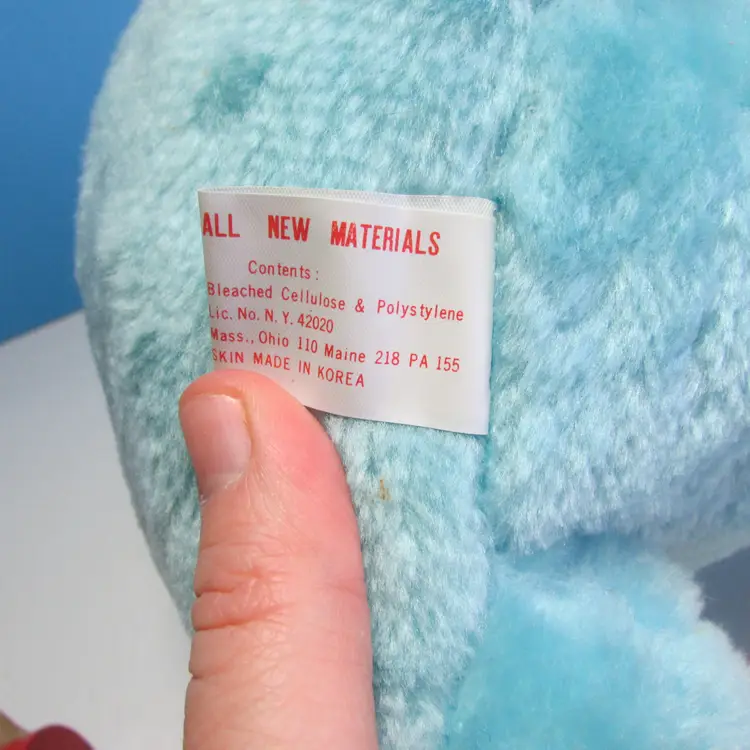 ALL NEW MATERIALS
Contents:
Bleached Cellulose & Polystylene
Lic. No. N. Y. 42020
Mass., Ohio 110 Maine 218 PA 155
SKIN MADE IN KOREA